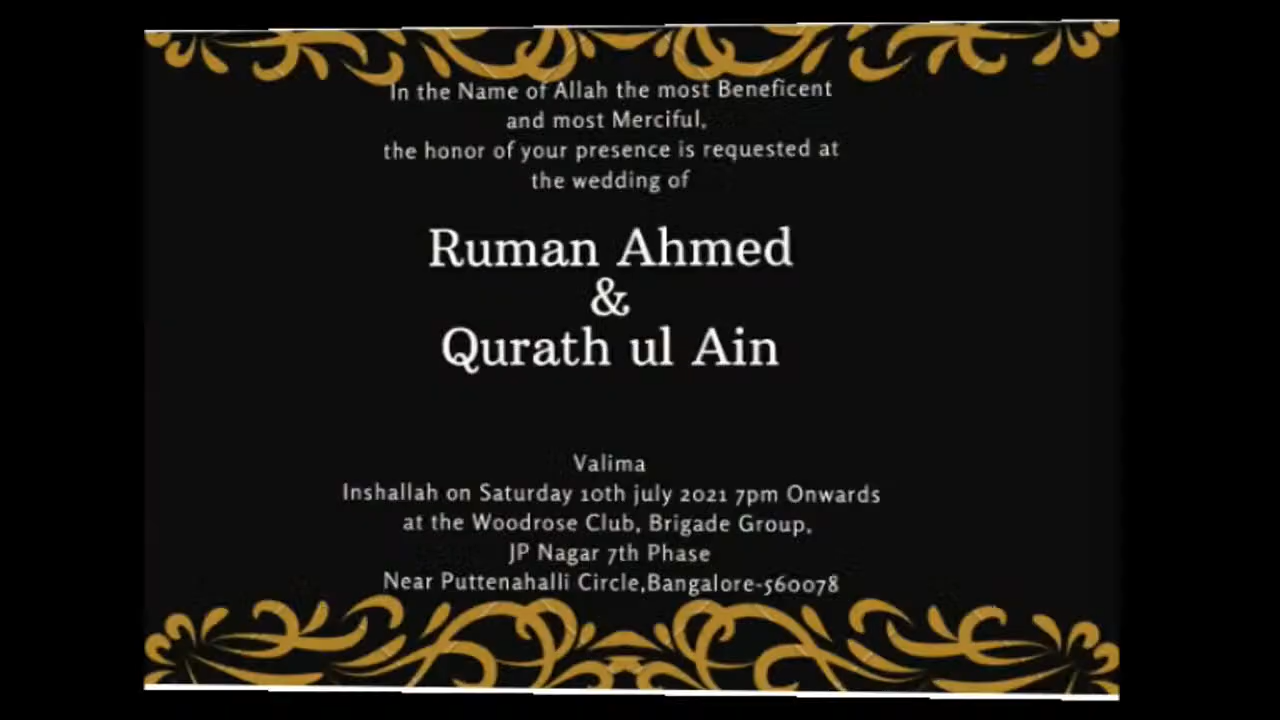 In the Name of Allah the most Beneficent
and most Merciful,
the honor of your presence is requested at
the wedding of
Ruman Ahmed
&
Qurath ul Ain
Valima
Inshallah on Saturday 10th july 2021 7pm Onwards
at the Woodrose Club, Brigade Group,
JP Nagar 7th Phase
Near Puttenahalli Circle,Bangalore-560078